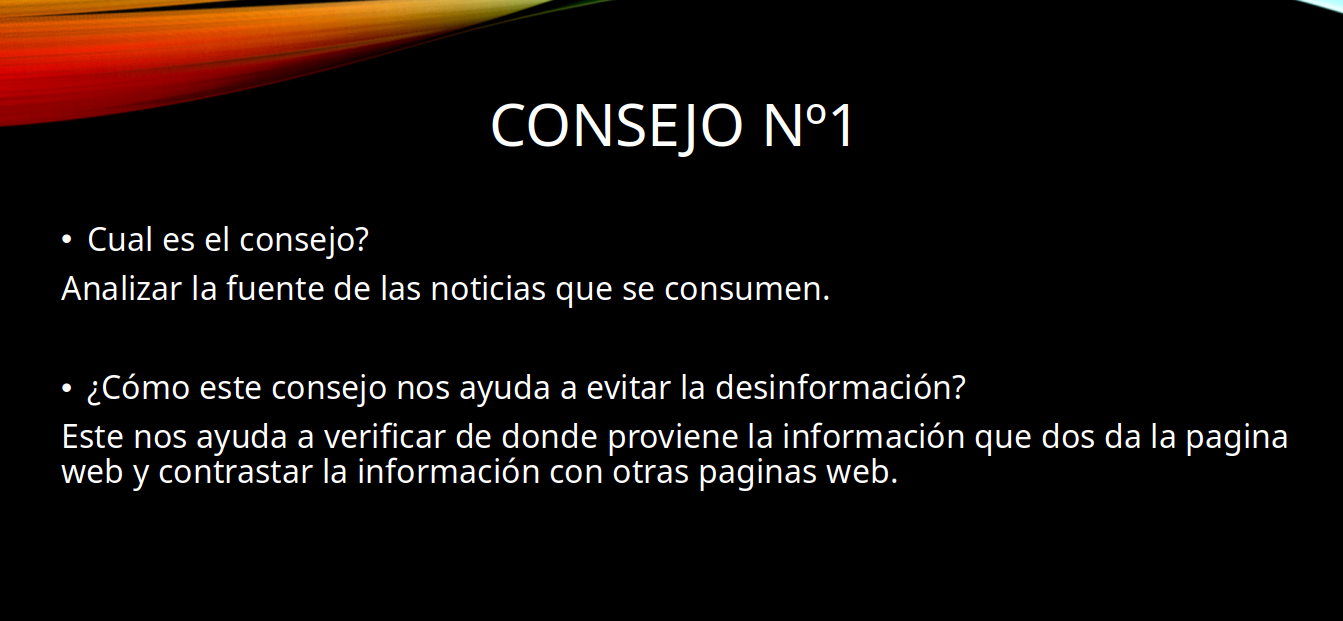 CONSEJO Nº1
• Cual es el consejo?
Analizar la fuente de las noticias que se consumen.
• ¿Cómo este consejo nos ayuda a evitar la desinformación?
Este nos ayuda a verificar de donde proviene la información que dos da la pagina
web y contrastar la información con otras paginas web.